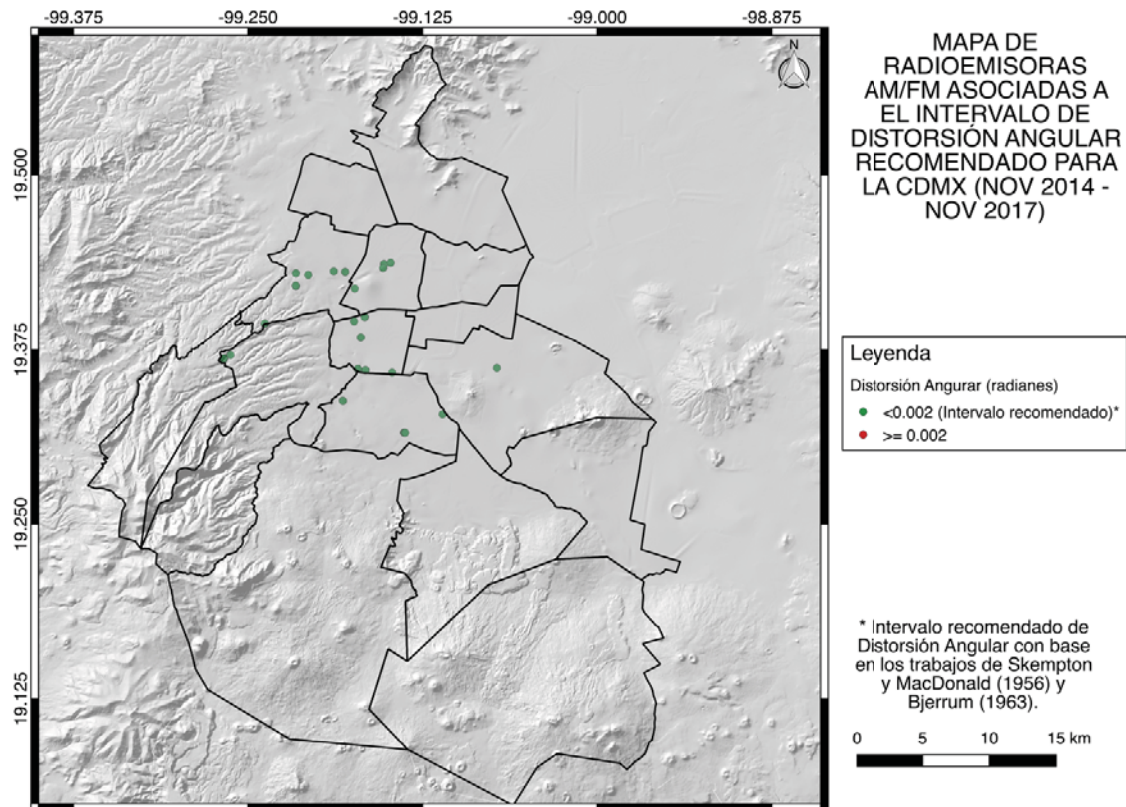 -99.375 -99.250 -99.125 -99.000 -98.875
N
19.500
19.375
19.250
19.125
MAPA DE
RADIOEMISORAS
AM/FM ASOCIADAS A
EL INTERVALO DE
DISTORSIÓN ANGULAR
RECOMENDADO PARA
LA CDMX (NOV 2014 -
NOV 2017)
Leyenda
Distorsión Angurar (radianes)
<0.002 (Intervalo recomendado)*
>= 0.002
* Intervalo recomendado de
Distorsión Angular con base
en los trabajos de Skempton
y MacDonald (1956) y
Bjerrum (1963).
0 5 10 15 km